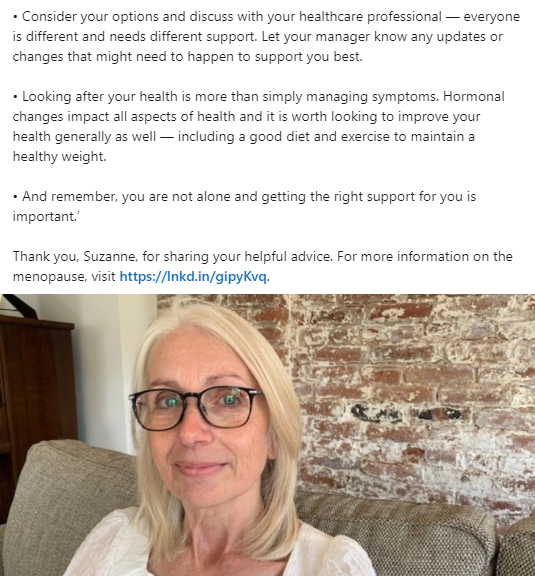 • Consider your options and discuss with your healthcare professional — everyone
is different and needs different support. Let your manager know any updates or
changes that might need to happen to support you best.
• Looking after your health is more than simply managing symptoms. Hormonal
changes impact all aspects of health and it is worth looking to improve your
health generally as well — including a good diet and exercise to maintain a
healthy weight.
• And remember, you are not alone and getting the right support for you is
important.’
Thank you, Suzanne, for sharing your helpful advice. For more information on the
menopause, visit https://lnkd.in/gipyKvq.